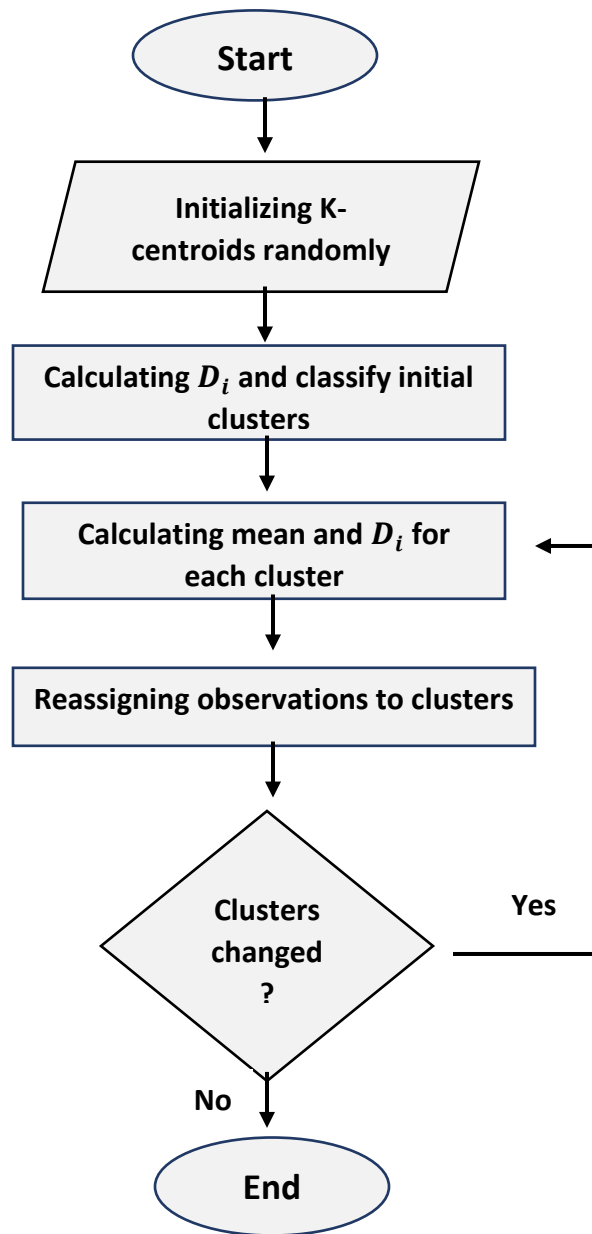 Start
Initializing K-
centroids randomly
Calculating D_i and classify initial
clusters
Calculating mean and D_i for
each cluster
Reassigning observations to clusters
Clusters
changed
?
Yes
No
End